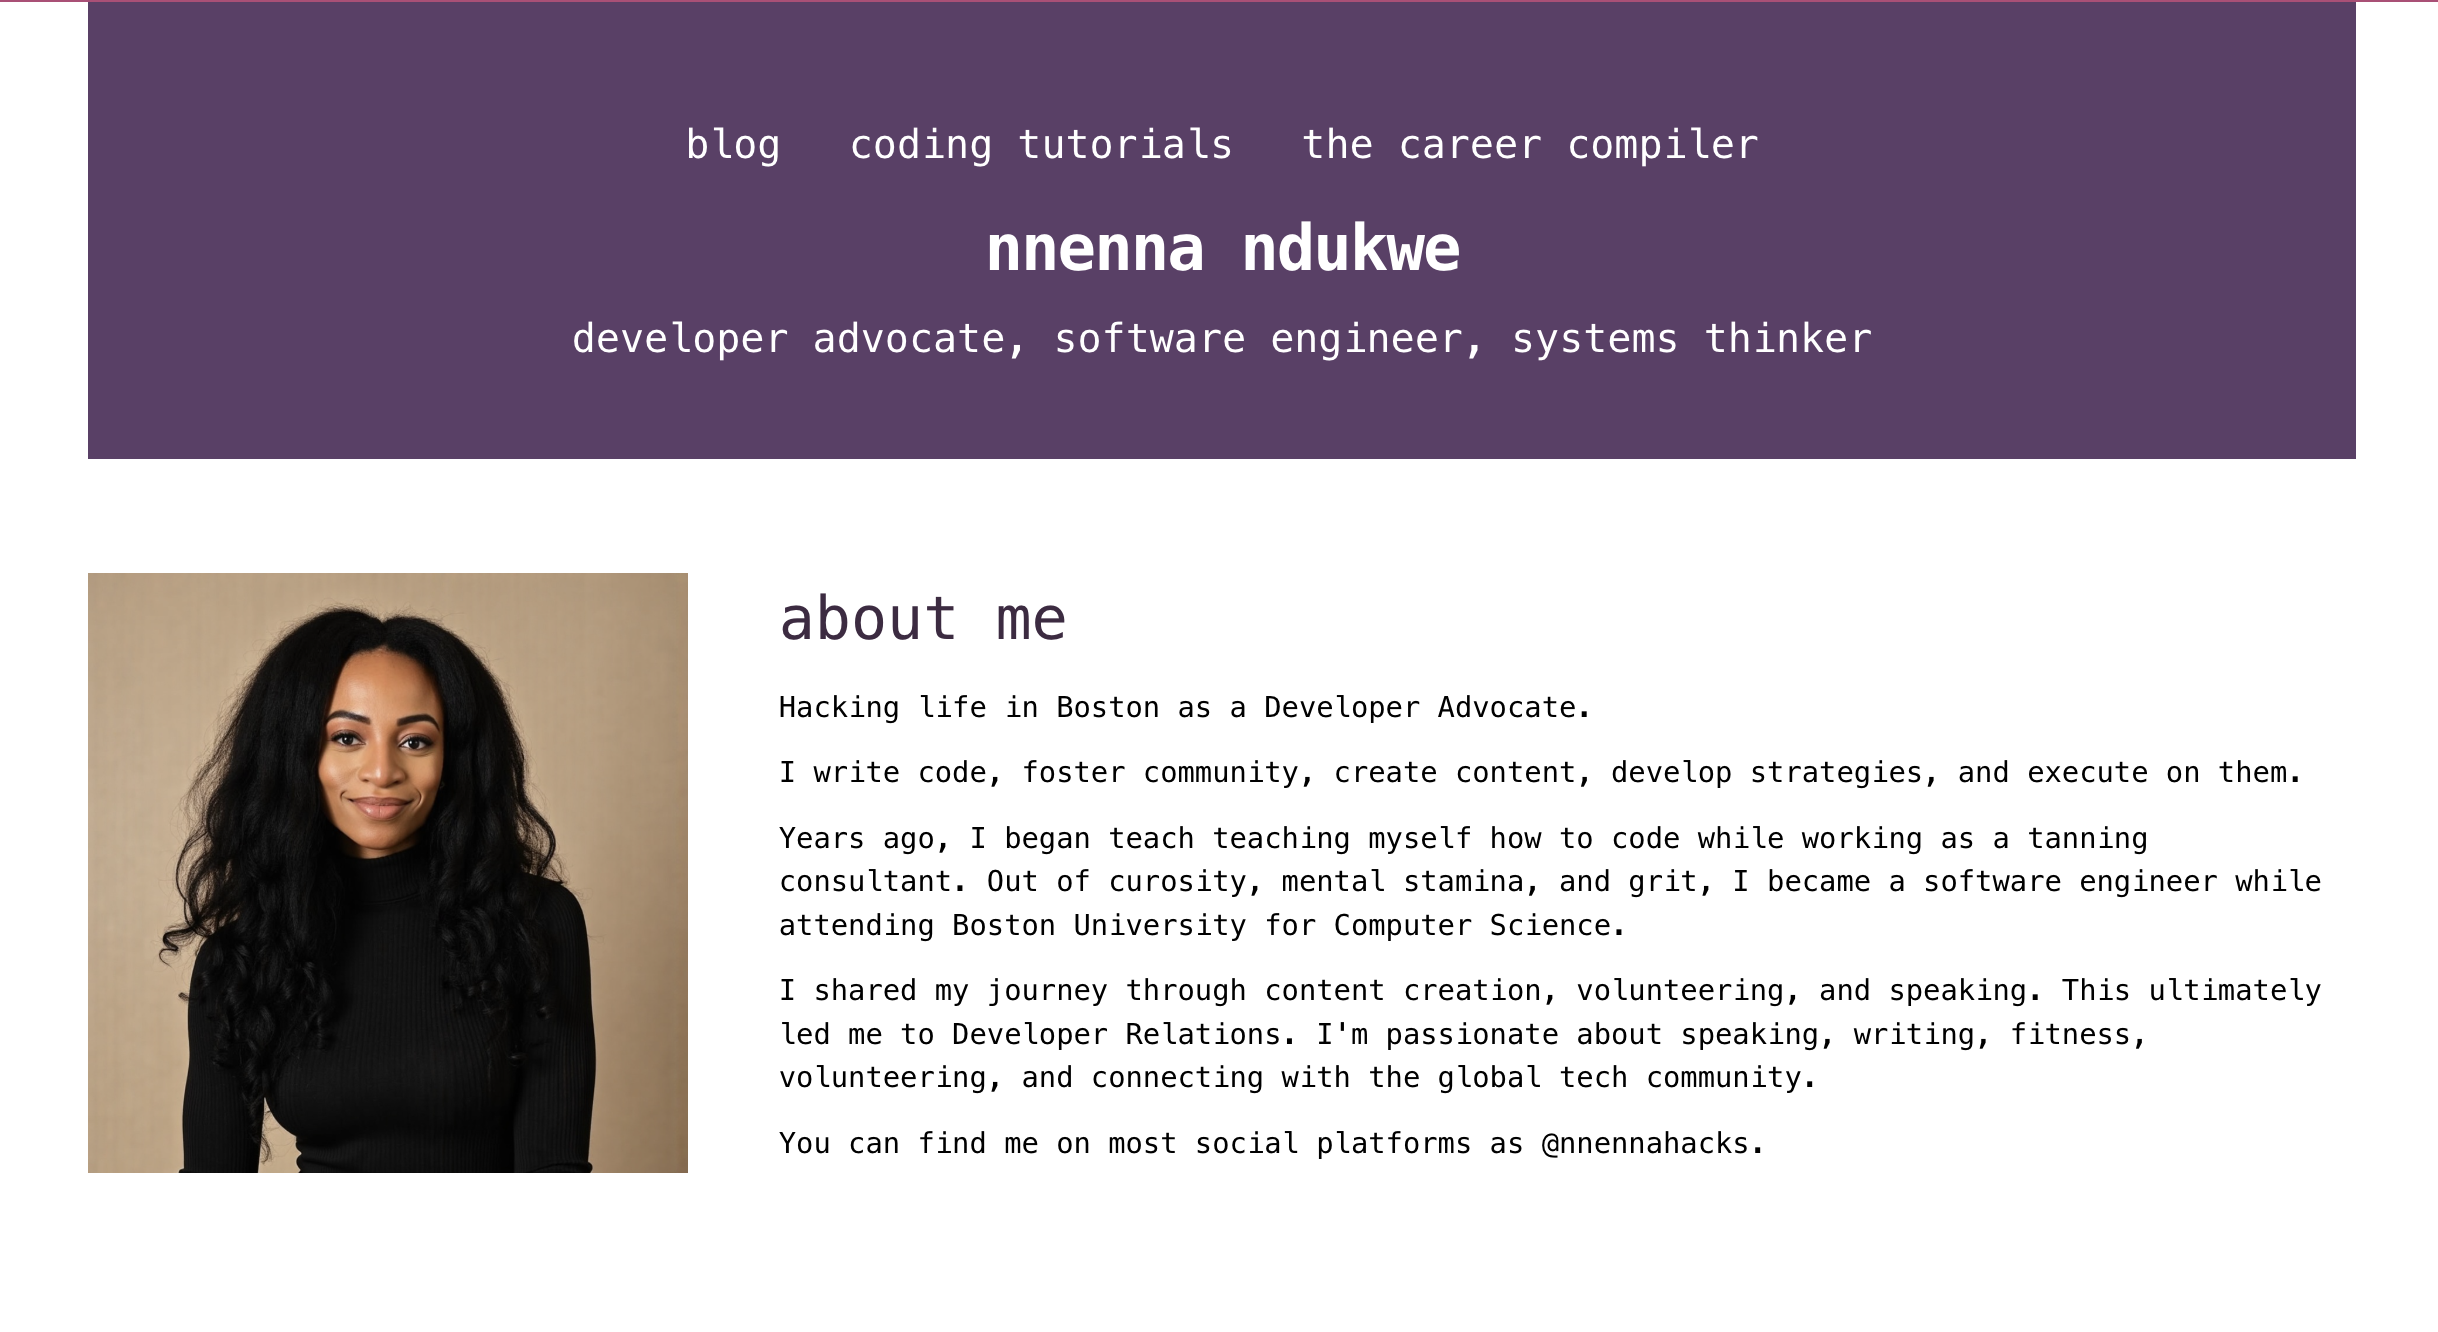 blog coding tutorials the career compiler
nnenna ndukwe
developer advocate, software engineer, systems thinker
about me
Hacking life in Boston as a Developer Advocate.
I write code, foster community, create content, develop strategies, and execute on them.
Years ago, I began teach teaching myself how to code while working as a tanning
consultant. Out of curosity, mental stamina, and grit, I became a software engineer while
attending Boston University for Computer Science.
I shared my journey through content creation, volunteering, and speaking. This ultimately
led me to Developer Relations. I'm passionate about speaking, writing, fitness,
volunteering, and connecting with the global tech community.
You can find me on most social platforms as @nnennahacks.